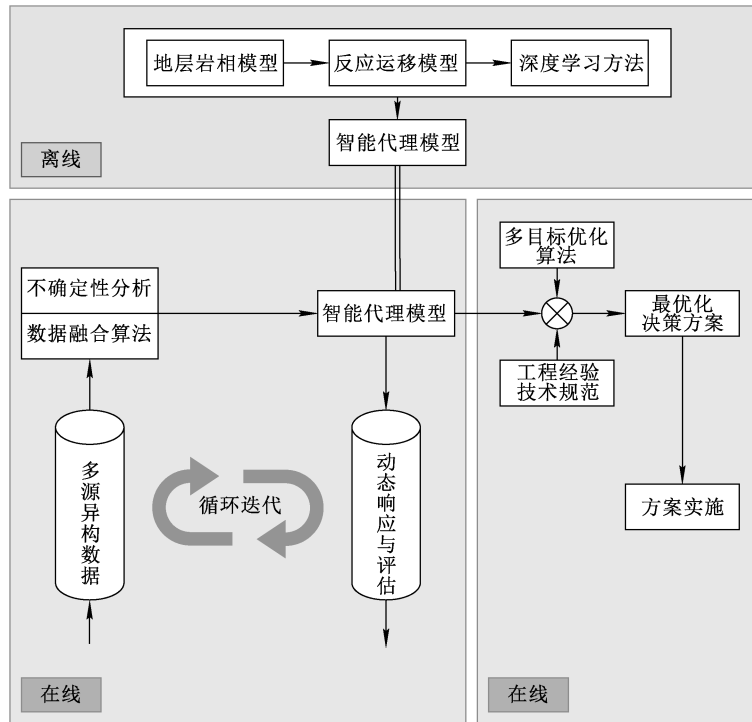 地层岩相模型
反应运移模型
深度学习方法
智能代理模型
离线
不确定性分析
数据融合算法
智能代理模型
多源异构数据
循环迭代
动态响应与评估
在线
多目标优化
算法
最优化
决策方案
工程经验
技术规范
方案实施
在线